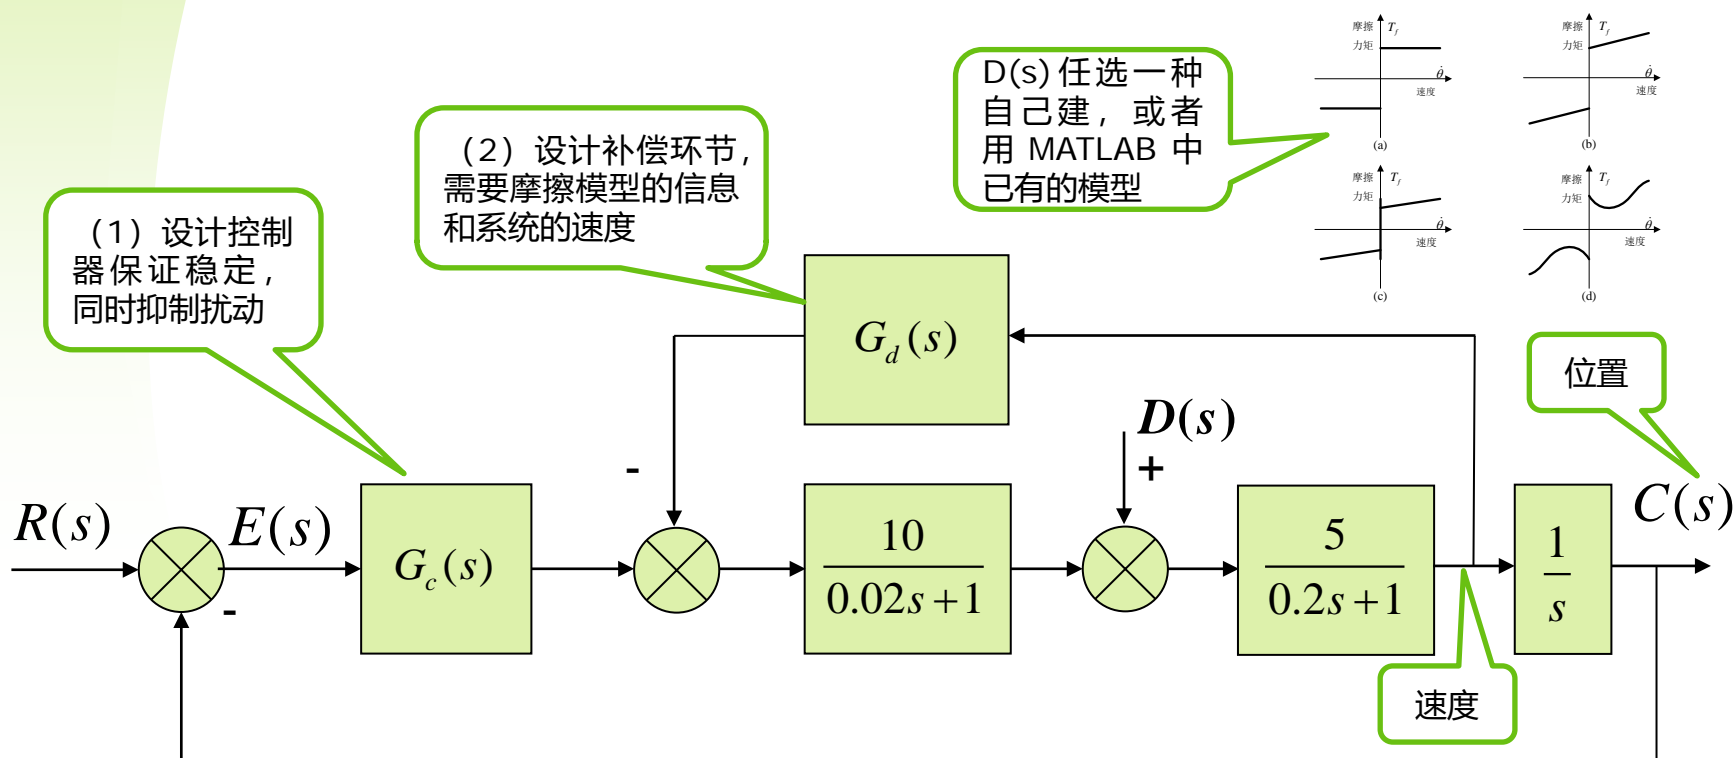 摩擦 T_f
力矩
θ̇
速度
(a)
摩擦 T_f
力矩
θ̇
速度
(b)
摩擦 T_f
力矩
θ̇
速度
(c)
摩擦 T_f
力矩
θ̇
速度
(d)
D(s)任选一种
自己建，或者
用 MATLAB 中
已有的模型
（2）设计补偿环节，
需要摩擦模型的信息
和系统的速度
（1）设计控制
器保证稳定，
同时抑制扰动
G_d(s)
位置
D(s)
-
+
R(s)
E(s)
G_c(s)
10
0.02s+1
5
0.2s+1
1
s
C(s)
-
速度